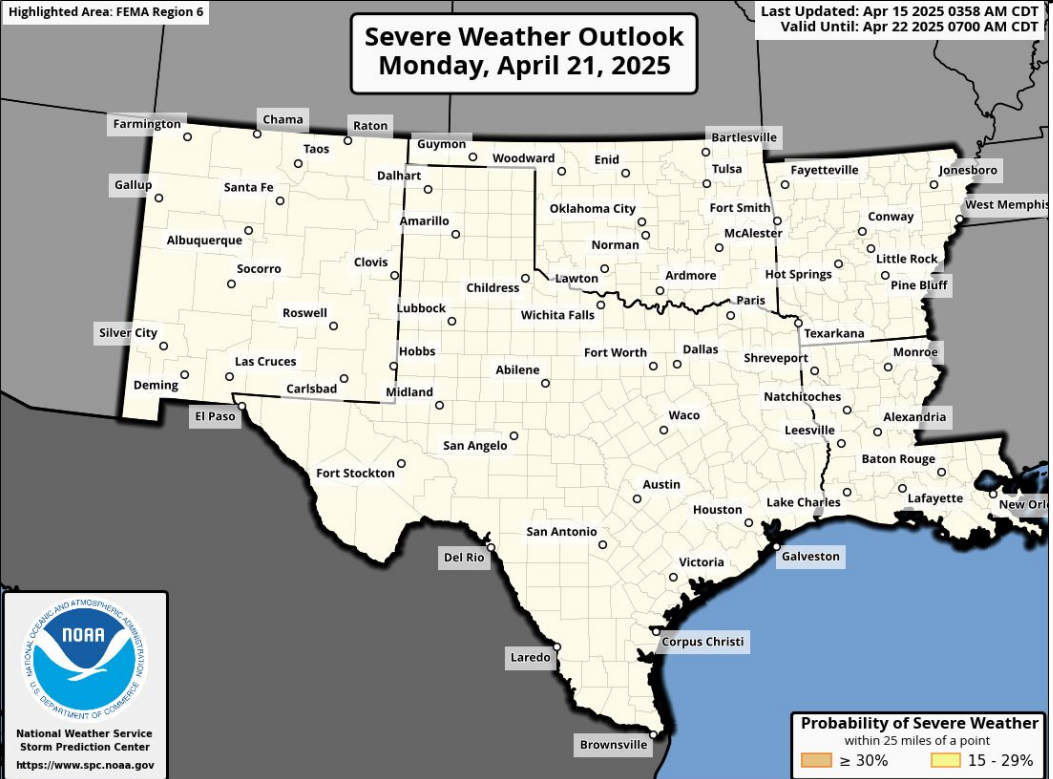 Highlighted Area: FEMA Region 6
Last Updated: Apr 15 2025 0358 AM CDT
Valid Until: Apr 22 2025 0700 AM CDT
Severe Weather Outlook
Monday, April 21, 2025
Farmington
Chama
Raton
Taos
Guymon
Woodward
Enid
Bartlesville
Tulsa
Fayetteville
Jonesboro
Gallup
Santa Fe
Dalhart
Oklahoma City
Fort Smith
West Memphis
Albuquerque
Amarillo
Norman
McAlester
Conway
Socorro
Clovis
Childress
Lawton
Ardmore
Hot Springs
Little Rock
Pine Bluff
Roswell
Lubbock
Wichita Falls
Paris
Texarkana
Silver City
Las Cruces
Hobbs
Fort Worth
Dallas
Shreveport
Monroe
Deming
Carlsbad
Midland
Abilene
Natchitoches
El Paso
San Angelo
Waco
Leesville
Alexandria
Fort Stockton
Austin
Houston
Lake Charles
Baton Rouge
Lafayette
New Orl
Del Rio
San Antonio
Galveston
Victoria
Laredo
Corpus Christi
Brownsville
NATIONAL OCEANIC AND ATMOSPHERIC ADMINISTRATION
NOAA
U.S. DEPARTMENT OF COMMERCE
National Weather Service
Storm Prediction Center
https://www.spc.noaa.gov
Probability of Severe Weather
within 25 miles of a point
≥ 30%
15 - 29%